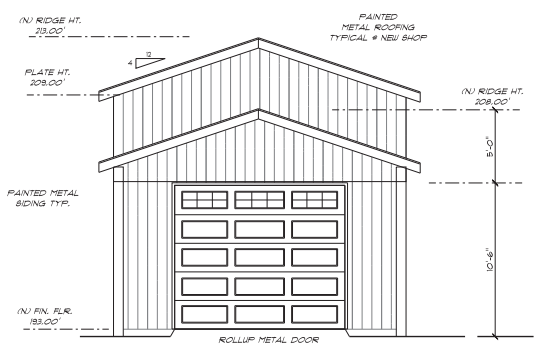 (N) RIDGE HT.
213.00'
PAINTED
METAL ROOFING
TYPICAL @ NEW SHOP
12
4
PLATE HT.
209.00'
(N) RIDGE HT.
208.00'
5'-0"
PAINTED METAL
SIDING TYP.
10'-6"
(N) FIN. FLR.
193.00'
ROLLUP METAL DOOR